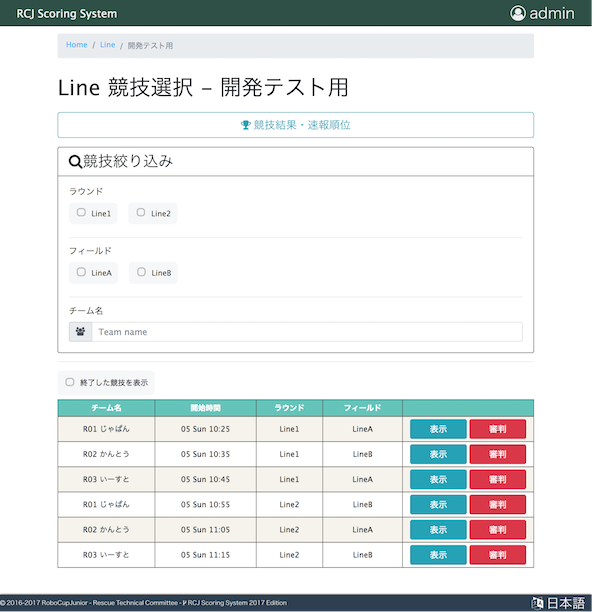 RCJ Scoring System
admin
Home / Line / 開発テスト用
Line 競技選択 – 開発テスト用
競技結果・速報順位
競技絞り込み
ラウンド
Line1 Line2
フィールド
LineA LineB
チーム名
Team name
終了した競技を表示
チーム名 開始時間 ラウンド フィールド
R01 じゃぱん 05 Sun 10:25 Line1 LineA 表示 審判
R02 かんとう 05 Sun 10:35 Line1 LineB 表示 審判
R03 いーすと 05 Sun 10:45 Line1 LineA 表示 審判
R01 じゃぱん 05 Sun 10:55 Line2 LineB 表示 審判
R02 かんとう 05 Sun 11:05 Line2 LineA 表示 審判
R03 いーすと 05 Sun 11:15 Line2 LineB 表示 審判
© 2016-2017 RoboCupJunior - Rescue Technical Committee - RCJ Scoring System 2017 Edition
日本語